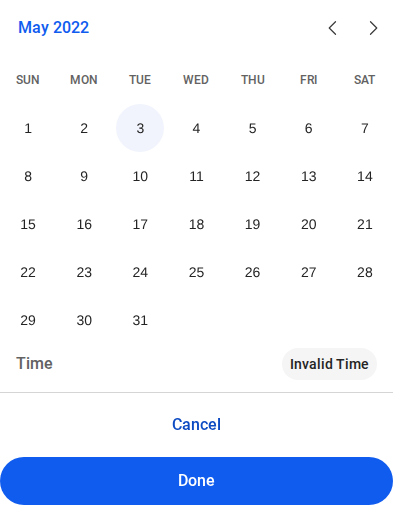 May 2022
SUN MON TUE WED THU FRI SAT
1 2 3 4 5 6 7
8 9 10 11 12 13 14
15 16 17 18 19 20 21
22 23 24 25 26 27 28
29 30 31
Time Invalid Time
Cancel
Done